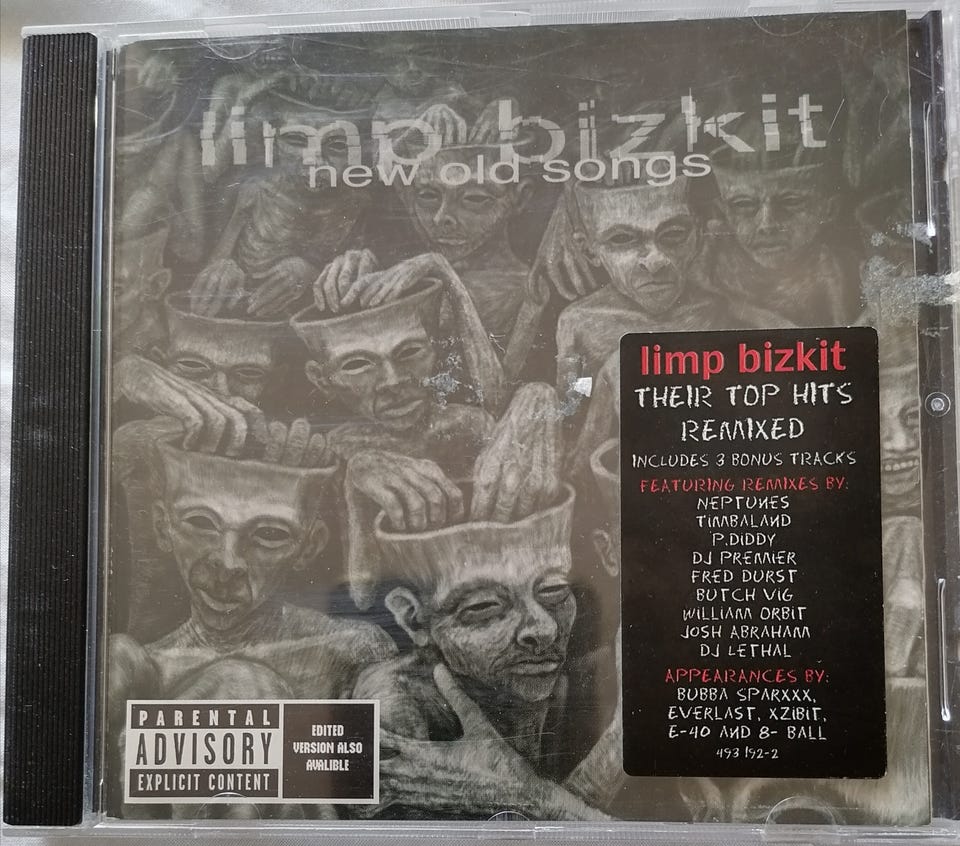 limp bizkit
new old songs
limp bizkit
THEIR TOP HITS
REMIXED
INCLUDES 3 BONUS TRACKS
FEATURING REMIXES BY:
NEPTUNES
TIMBALAND
P.DIDDY
DJ PREMIER
FRED DURST
BUTCH VIG
WILLIAM ORBIT
JOSH ABRAHAM
DJ LETHAL
APPEARANCES BY:
BUBBA SPARXXX,
EVERLAST, XZIBIT,
E-40 AND 8- BALL
493 192-2
PARENTAL
ADVISORY
EXPLICIT CONTENT
EDITED
VERSION ALSO
AVALIBLE